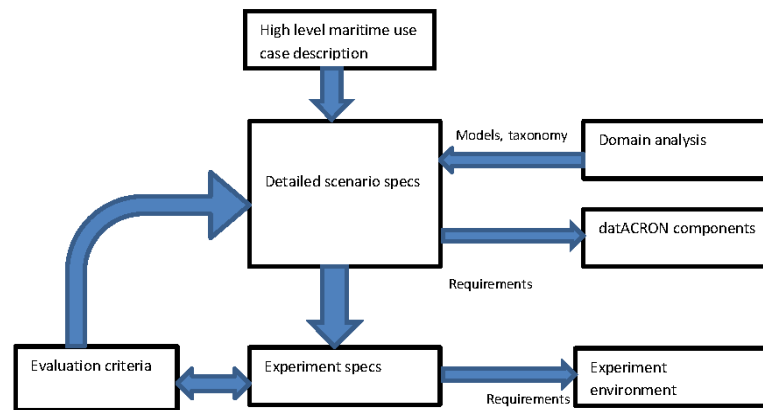 High level maritime use
case description
Models, taxonomy
Domain analysis
Detailed scenario specs
datACRON components
Requirements
Evaluation criteria
Experiment specs
Experiment
environment
Requirements